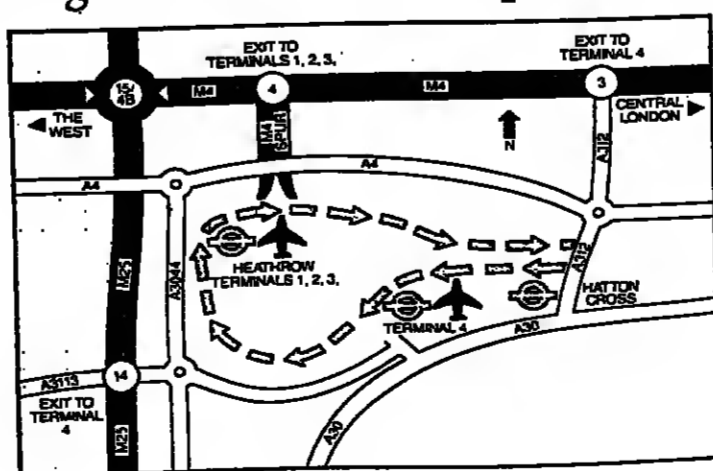 EXIT TO
TERMINALS 1, 2, 3,
EXIT TO
TERMINAL 4
15/
4B
M4
4
M4
3
THE
WEST
M4
SPUR
N
CENTRAL
LONDON
A312
A4
A4
M25
A3044
HEATHROW
TERMINALS 1, 2, 3,
A312
HATTON
CROSS
TERMINAL 4
A30
A3113
14
EXIT TO
TERMINAL
4
M25
A30